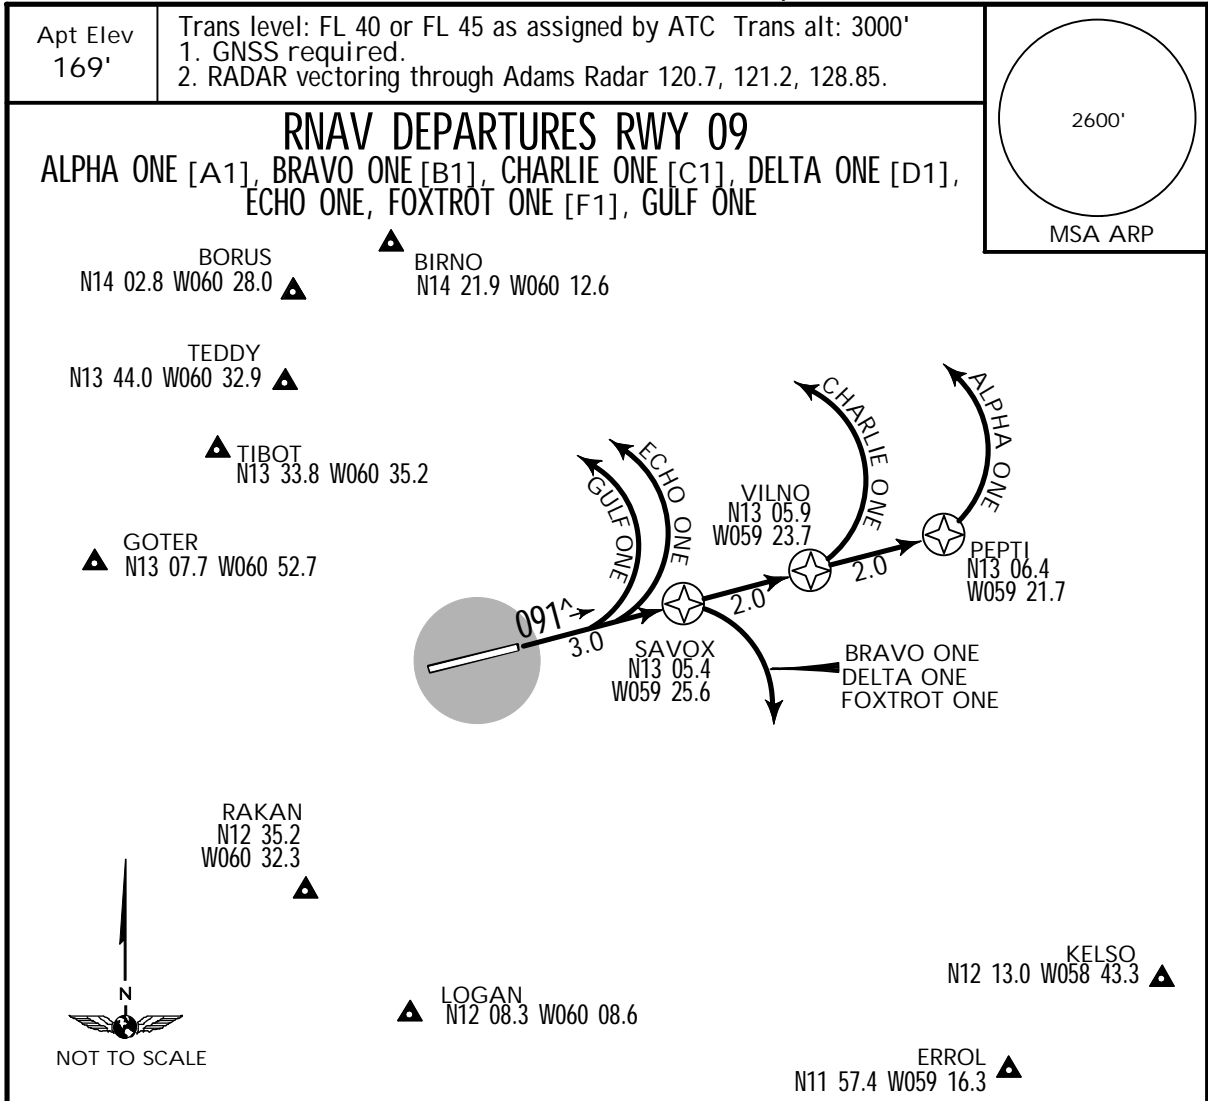 Apt Elev
169'
Trans level: FL 40 or FL 45 as assigned by ATC Trans alt: 3000'
1. GNSS required.
2. RADAR vectoring through Adams Radar 120.7, 121.2, 128.85.
2600'
MSA ARP
RNAV DEPARTURES RWY 09
ALPHA ONE [A1], BRAVO ONE [B1], CHARLIE ONE [C1], DELTA ONE [D1],
ECHO ONE, FOXTROT ONE [F1], GULF ONE
BORUS
N14 02.8 W060 28.0
BIRNO
N14 21.9 W060 12.6
TEDDY
N13 44.0 W060 32.9
TIBOT
N13 33.8 W060 35.2
GOTER
N13 07.7 W060 52.7
GULF ONE
ECHO ONE
CHARLIE ONE
ALPHA ONE
VILNO
N13 05.9
W059 23.7
PEPTI
N13 06.4
W059 21.7
091^
3.0
2.0
2.0
SAVOX
N13 05.4
W059 25.6
BRAVO ONE
DELTA ONE
FOXTROT ONE
RAKAN
N12 35.2
W060 32.3
KELSO
N12 13.0 W058 43.3
LOGAN
N12 08.3 W060 08.6
ERROL
N11 57.4 W059 16.3
N
NOT TO SCALE